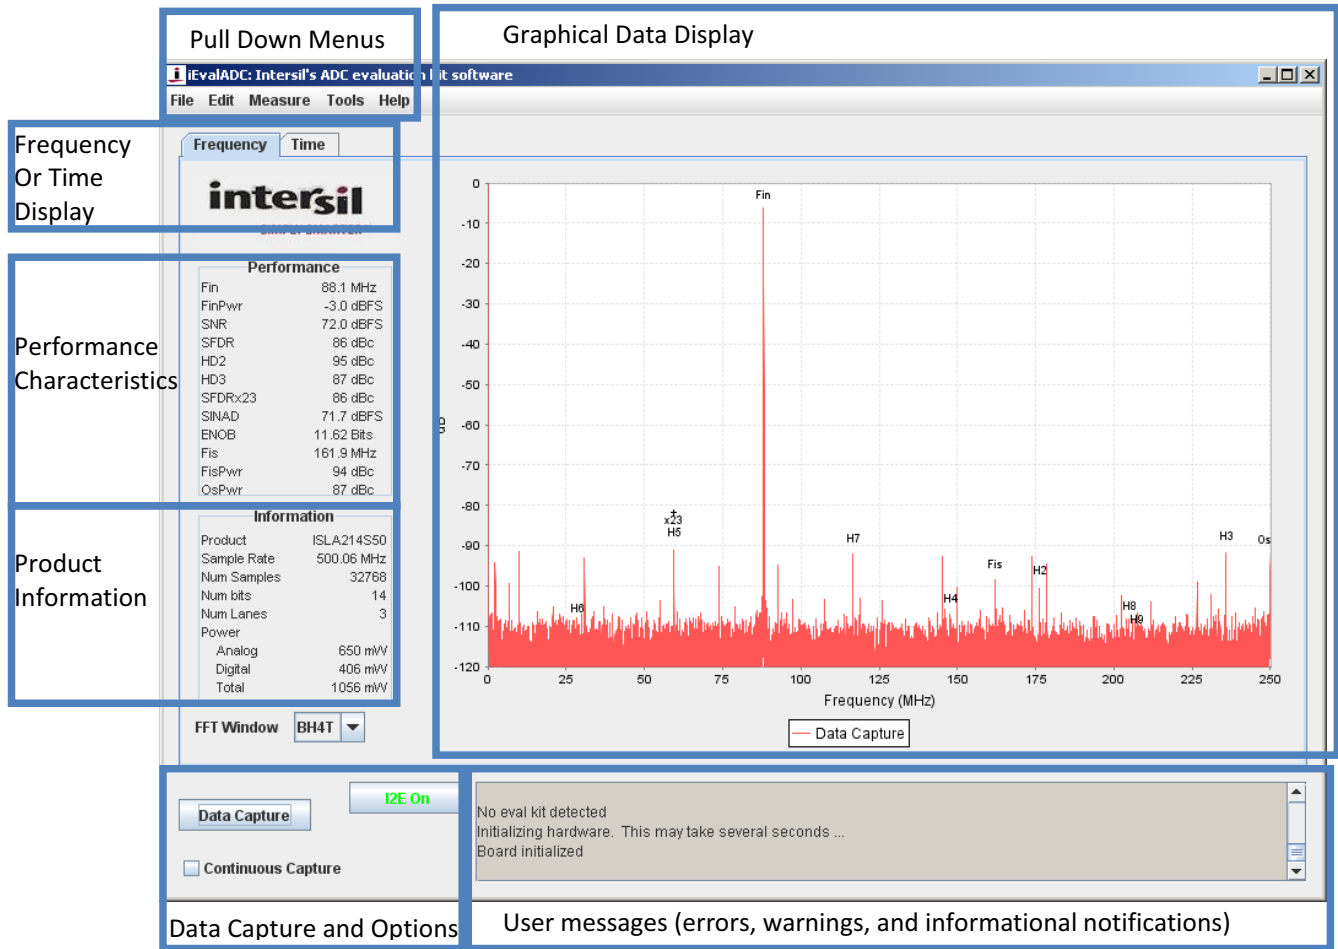 Pull Down Menus
Graphical Data Display
iEvalADC: Intersil's ADC evaluation kit software
File Edit Measure Tools Help
Frequency
Or Time
Display
Frequency Time
intersil
Performance
Characteristics
Performance
Fin 88.1 MHz
FinPwr -3.0 dBFS
SNR 72.0 dBFS
SFDR 86 dBc
HD2 95 dBc
HD3 87 dBc
SFDRx23 86 dBc
SINAD 71.7 dBFS
ENOB 11.62 Bits
Fis 161.9 MHz
FisPwr 94 dBc
OsPwr 87 dBc
Product
Information
Information
Product ISLA214S50
Sample Rate 500.06 MHz
Num Samples 32768
Num bits 14
Num Lanes 3
Power
Analog 650 mW
Digital 406 mW
Total 1056 mW
FFT Window BH4T
0
-10
-20
-30
-40
-50
-60
-70
-80
-90
-100
-110
-120
dB
Fin
+
x23
H5
H7
H3
Os
Fis
H2
H4
H6
H8
H9
0 25 50 75 100 125 150 175 200 225 250
Frequency (MHz)
Data Capture
Data Capture
I2E On
Continuous Capture
No eval kit detected
Initializing hardware. This may take several seconds ...
Board initialized
Data Capture and Options
User messages (errors, warnings, and informational notifications)